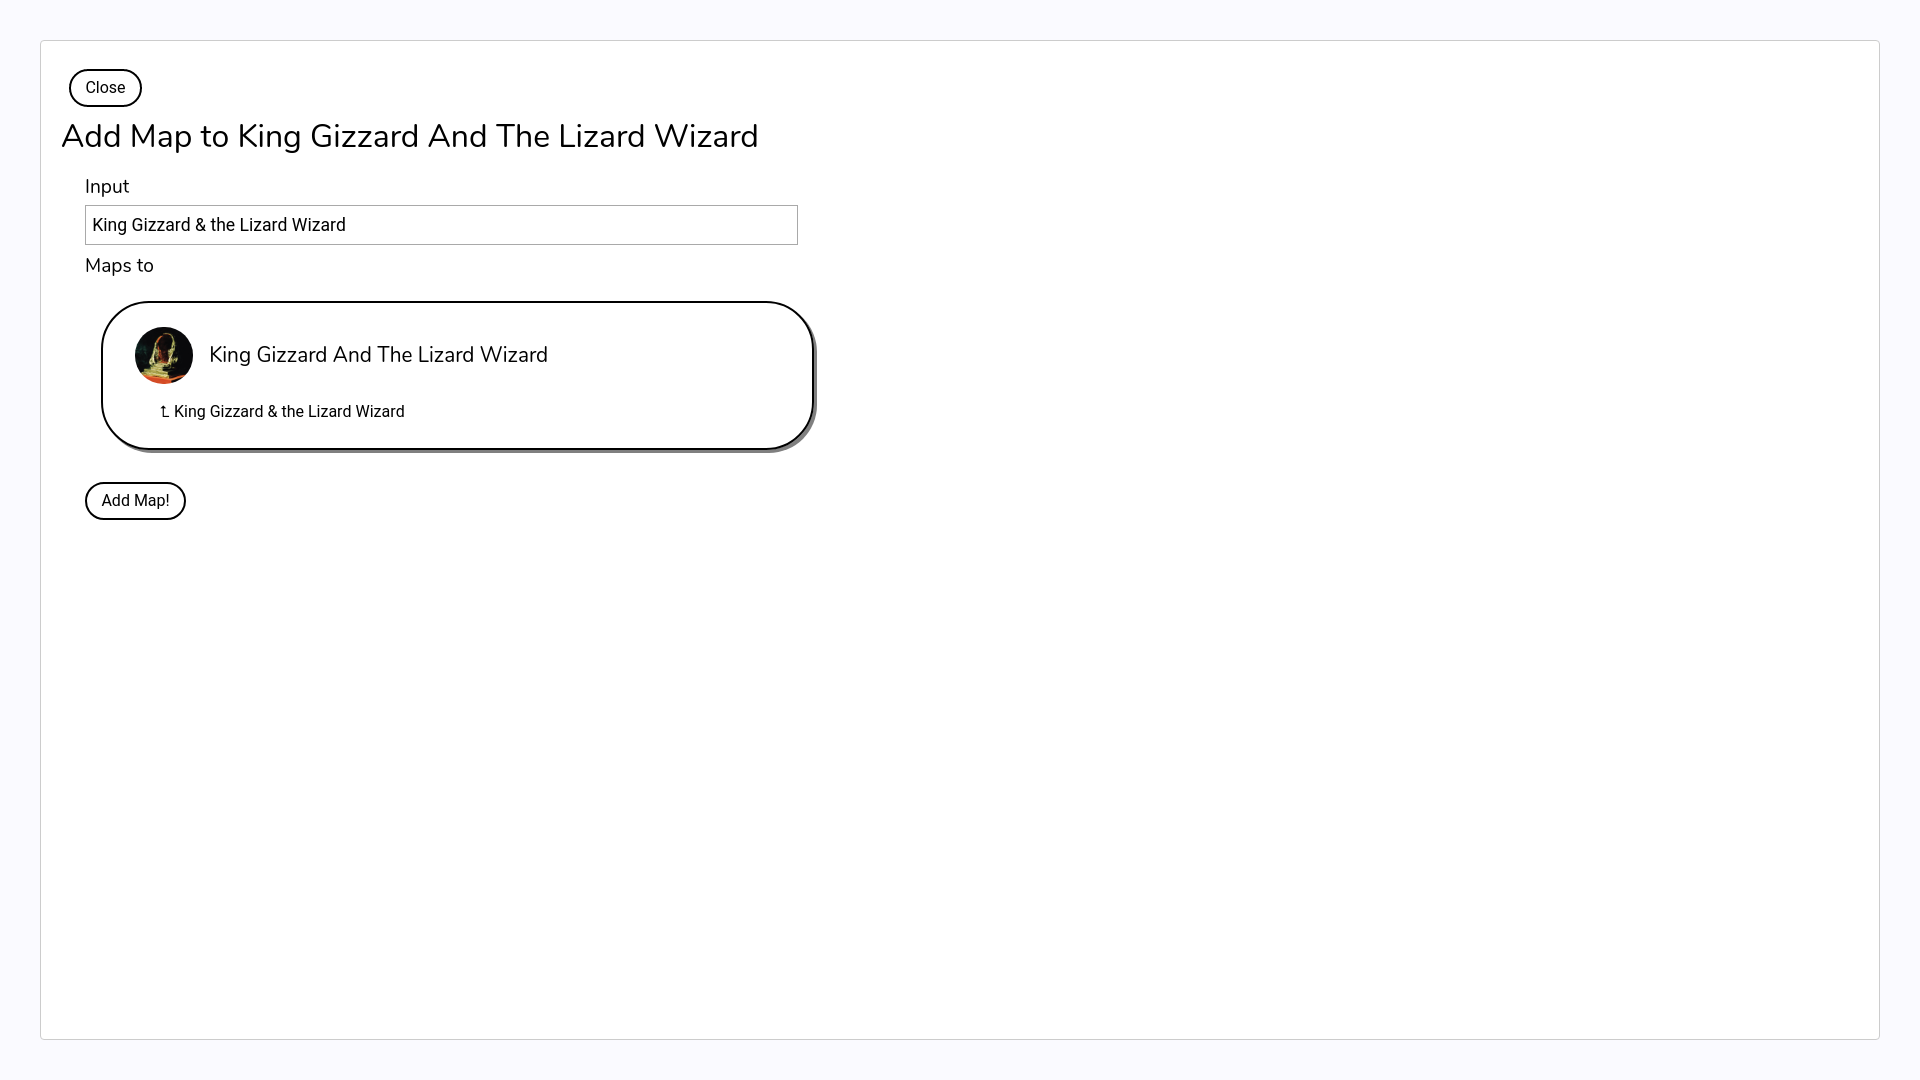 Close
Add Map to King Gizzard And The Lizard Wizard
Input
King Gizzard & the Lizard Wizard
Maps to
King Gizzard And The Lizard Wizard
⮤ King Gizzard & the Lizard Wizard
Add Map!